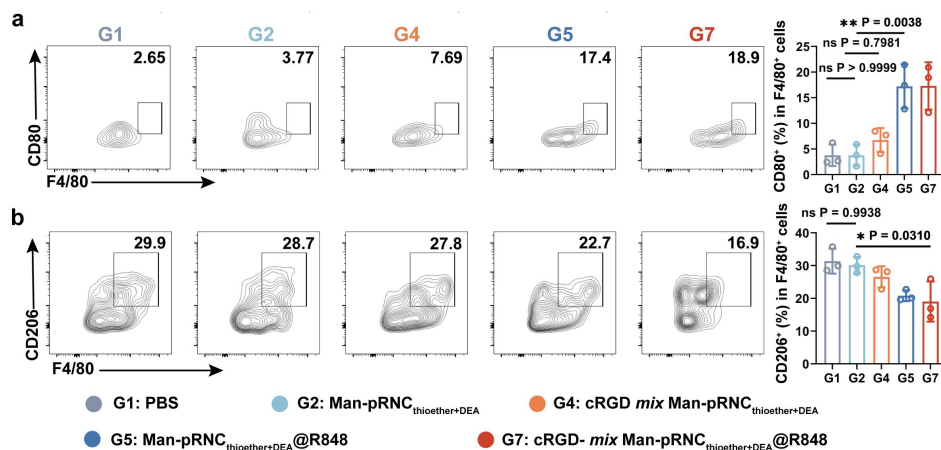 a
G1 G2 G4 G5 G7
2.65 3.77 7.69 17.4 18.9
CD80
F4/80
** P = 0.0038
ns P = 0.7981
ns P > 0.9999
CD80+ (%) in F4/80+ cells
25
20
15
10
5
0
G1 G2 G4 G5 G7
b
29.9 28.7 27.8 22.7 16.9
CD206
F4/80
ns P = 0.9938
* P = 0.0310
CD206+ (%) in F4/80+ cells
40
30
20
10
0
G1 G2 G4 G5 G7
G1: PBS
G2: Man-pRNCthioether+DEA
G4: cRGD mix Man-pRNCthioether+DEA
G5: Man-pRNCthioether+DEA@R848
G7: cRGD- mix Man-pRNCthioether+DEA@R848